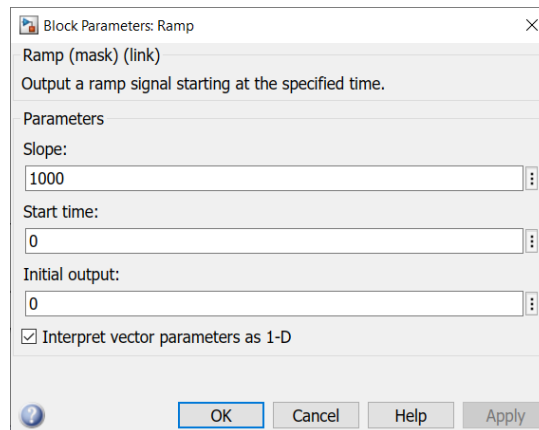 Block Parameters: Ramp
Ramp (mask) (link)
Output a ramp signal starting at the specified time.
Parameters
Slope:
1000
Start time:
0
Initial output:
0
Interpret vector parameters as 1-D
? OK Cancel Help Apply